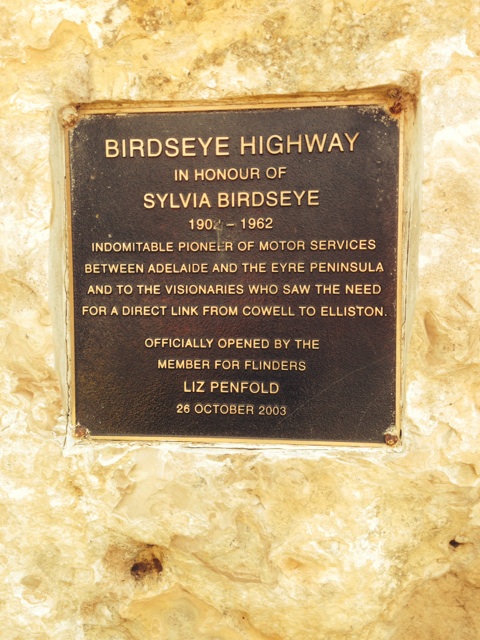 BIRDSEYE HIGHWAY
IN HONOUR OF
SYLVIA BIRDSEYE
– 1962
INDOMITABLE PIONEER OF MOTOR SERVICES
BETWEEN ADELAIDE AND THE EYRE PENINSULA
AND TO THE VISIONARIES WHO SAW THE NEED
FOR A DIRECT LINK FROM COWELL TO ELLISTON.
OFFICIALLY OPENED BY THE
MEMBER FOR FLINDERS
LIZ PENFOLD
26 OCTOBER 2003